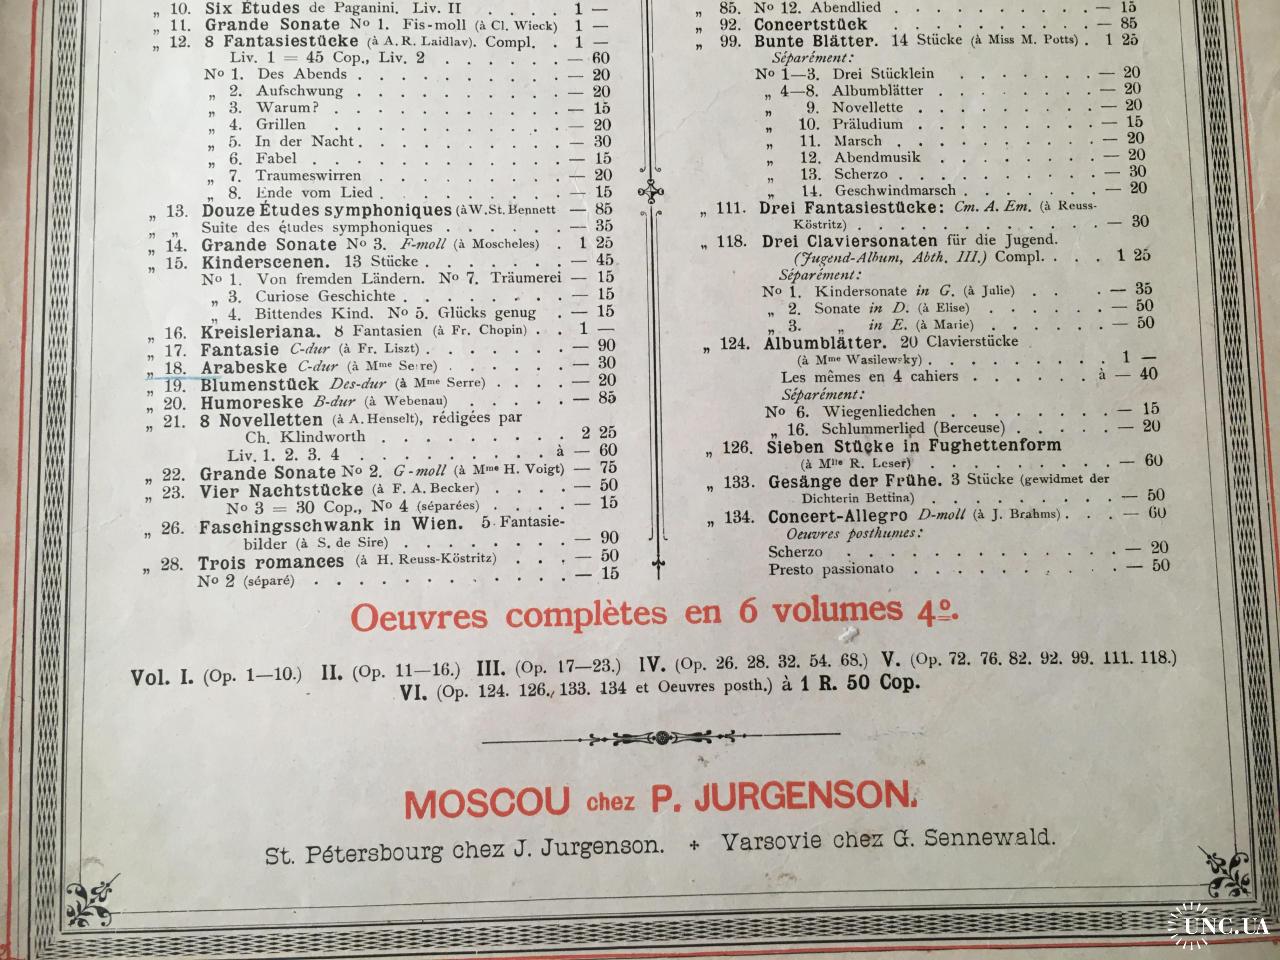 „ 10. Six Études de Paganini. Liv. II 1 —
„ 11. Grande Sonate No 1. Fis-moll (à Cl. Wieck) 1 —
„ 12. 8 Fantasiestücke (à A. R. Laidlav). Compl. . 1 —
Liv. 1 = 45 Cop., Liv. 2 . . . . . . — 60
No 1. Des Abends . . . . . . . . . . — 20
„ 2. Aufschwung . . . . . . . . . . — 20
„ 3. Warum? . . . . . . . . . . — 15
„ 4. Grillen . . . . . . . . . . — 20
„ 5. In der Nacht . . . . . . . . . . — 30
„ 6. Fabel . . . . . . . . . . — 15
„ 7. Traumeswirren . . . . . . . . . — 20
„ 8. Ende vom Lied . . . . . . . . . — 15
„ 13. Douze Études symphoniques (à W. St. Bennett — 85
„ „ Suite des études symphoniques . . . . . — 35
„ 14. Grande Sonate No 3. F-moll (à Moscheles) . 1 25
„ 15. Kinderscenen. 13 Stücke . . . . . . . — 45
No 1. Von fremden Ländern. No 7. Träumerei — 15
„ 3. Curiose Geschichte . . . . . . . . — 15
„ 4. Bittendes Kind. No 5. Glücks genug . — 15
„ 16. Kreisleriana. 8 Fantasien (à Fr. Chopin) . . 1 —
„ 17. Fantasie C-dur (à Fr. Liszt) . . . . . . . — 90
„ 18. Arabeske C-dur (à Mme Serre) . . . . . — 30
„ 19. Blumenstück Des-dur (à Mme Serre) . . . . — 20
„ 20. Humoreske B-dur (à Webenau) . . . . . — 85
„ 21. 8 Novelletten (à A. Henselt), rédigées par
Ch. Klindworth . . . . . . . . . 2 25
Liv. 1. 2. 3. 4 . . . . . . . . . à — 60
„ 22. Grande Sonate No 2. G-moll (à Mme H. Voigt) — 75
„ 23. Vier Nachtstücke (à F. A. Becker) . . . . — 50
No 3 = 30 Cop., No 4 (séparées) . . . . — 15
„ 26. Faschingsschwank in Wien. 5 Fantasie-
bilder (à S. de Sire) . . . . . . . . — 90
„ 28. Trois romances (à H. Reuss-Köstritz) . . . — 50
No 2 (séparé) . . . . . . . . . . . . — 15
„ 85. No 12. Abendlied . . . . . . . — 15
„ 92. Concertstück . . . . . . . . — 85
„ 99. Bunte Blätter. 14 Stücke (à Miss M. Potts) . 1 25
Séparément:
No 1—3. Drei Stücklein . . . . . . . — 20
„ 4—8. Albumblätter . . . . . . . — 20
„ 9. Novellette . . . . . . . . — 20
„ 10. Präludium . . . . . . . . — 15
„ 11. Marsch . . . . . . . . . — 20
„ 12. Abendmusik . . . . . . . . — 20
„ 13. Scherzo . . . . . . . . . — 30
„ 14. Geschwindmarsch . . . . . . . — 20
„ 111. Drei Fantasiestücke: Cm. A. Em. (à Reuss-
Köstritz) . . . . . . . . . . . — 30
„ 118. Drei Claviersonaten für die Jugend.
(Jugend-Album, Abth. III.) Compl. . . . 1 25
Séparément:
No 1. Kindersonate in G. (à Julie) . . . — 35
„ 2. Sonate in D. (à Elise) . . . . . . — 50
„ 3. „ in E. (à Marie) . . . . . . — 50
„ 124. Albumblätter. 20 Clavierstücke
(à Mme Wasilewsky) . . . . . . . . 1 —
Les mêmes en 4 cahiers . . . . . . à — 40
Séparément:
No 6. Wiegenliedchen . . . . . . . . — 15
„ 16. Schlummerlied (Berceuse) . . . . . — 20
„ 126. Sieben Stücke in Fughettenform
(à Mlle R. Leser) . . . . . . . . . — 60
„ 133. Gesänge der Frühe. 3 Stücke (gewidmet der
Dichterin Bettina) . . . . . . . . . — 50
„ 134. Concert-Allegro D-moll (à J. Brahms) . . . — 60
Oeuvres posthumes:
Scherzo . . . . . . . . . . . . — 20
Presto passionato . . . . . . . . . — 50
Oeuvres complètes en 6 volumes 4º.
Vol. I. (Op. 1—10.) II. (Op. 11—16.) III. (Op. 17—23.) IV. (Op. 26. 28. 32. 54. 68.) V. (Op. 72. 76. 82. 92. 99. 111. 118.)
VI. (Op. 124. 126. 133. 134 et Oeuvres posth.) à 1 R. 50 Cop.
MOSCOU chez P. JURGENSON.
St. Pétersbourg chez J. Jurgenson. + Varsovie chez G. Sennewald.
UNC.UA